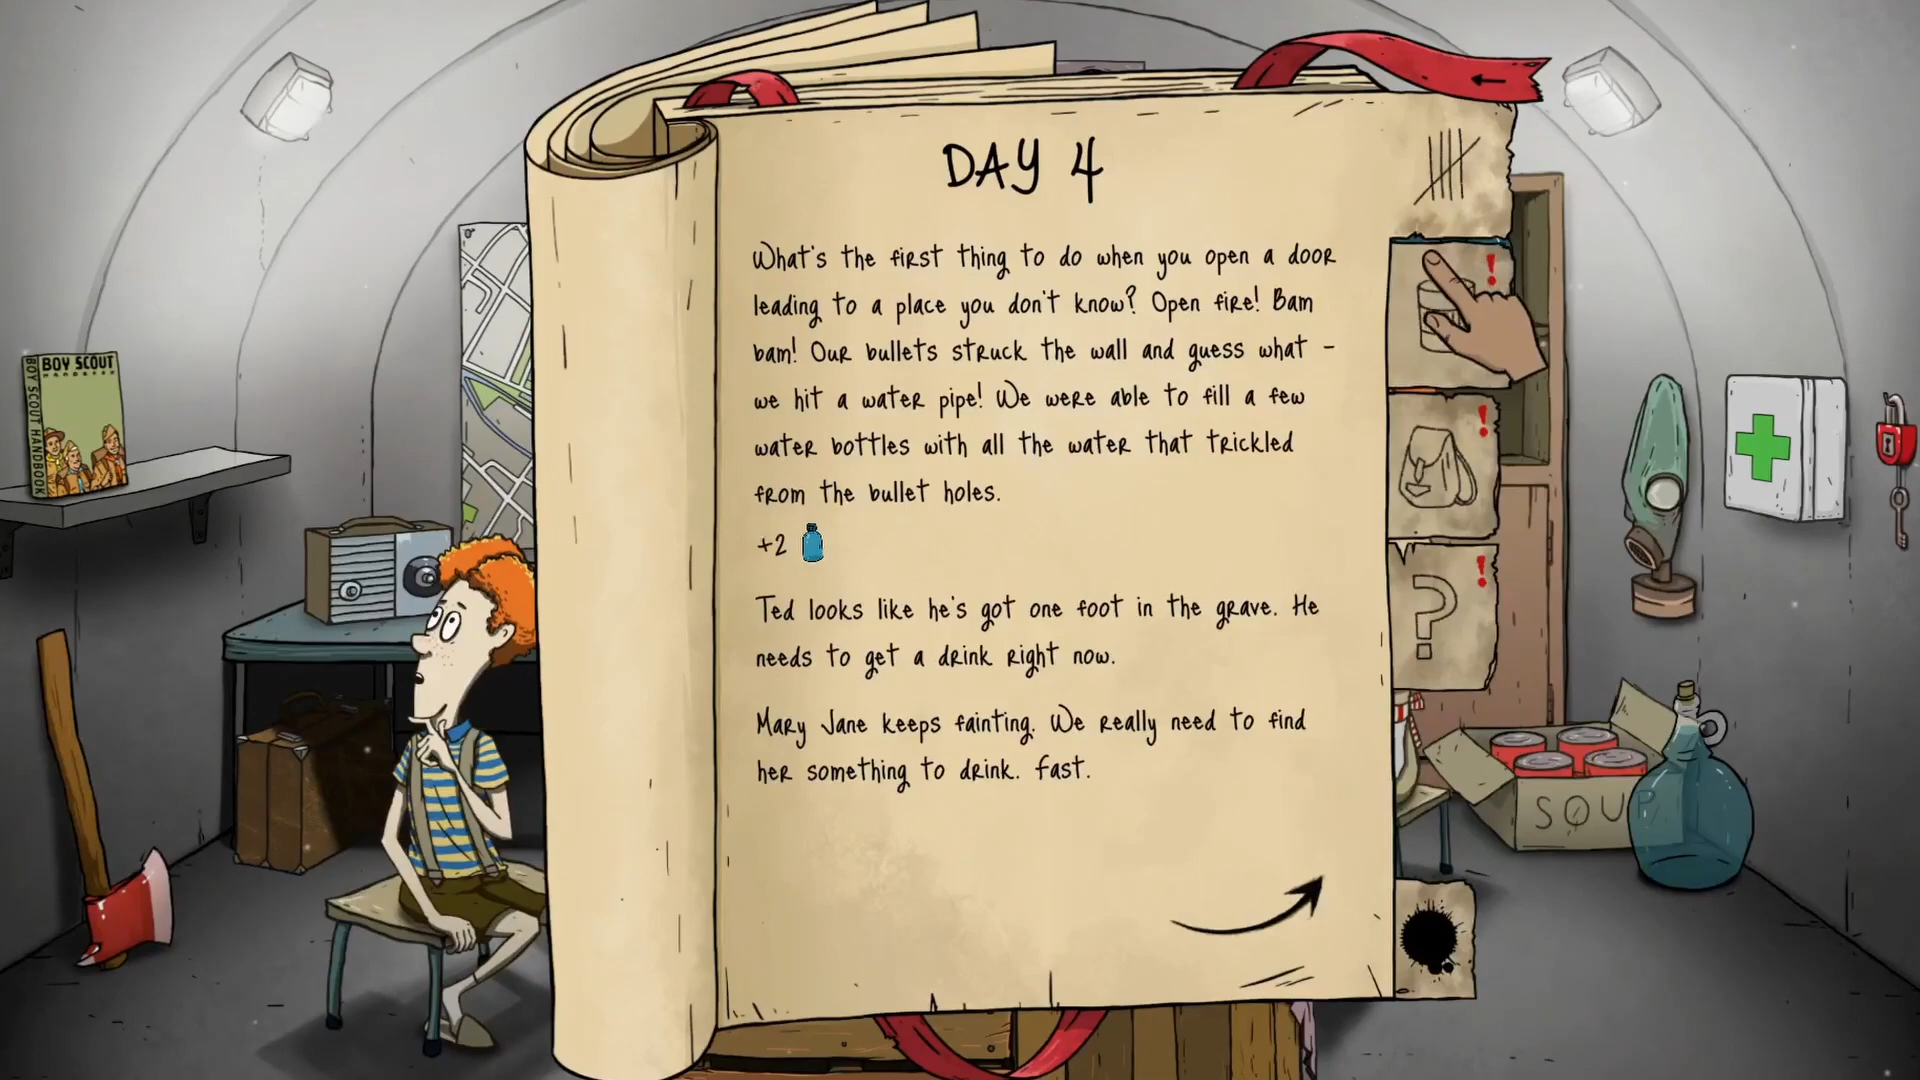 DAY 4
What's the first thing to do when you open a door
leading to a place you don't know? Open fire! Bam
bam! Our bullets struck the wall and guess what -
we hit a water pipe! We were able to fill a few
water bottles with all the water that trickled
from the bullet holes.
+2
Ted looks like he's got one foot in the grave. He
needs to get a drink right now.
Mary Jane keeps fainting. We really need to find
her something to drink. Fast.
!
!
!
?
BOY SCOUT
HANDBOOK
BOY SCOUT HANDBOOK
SOUP